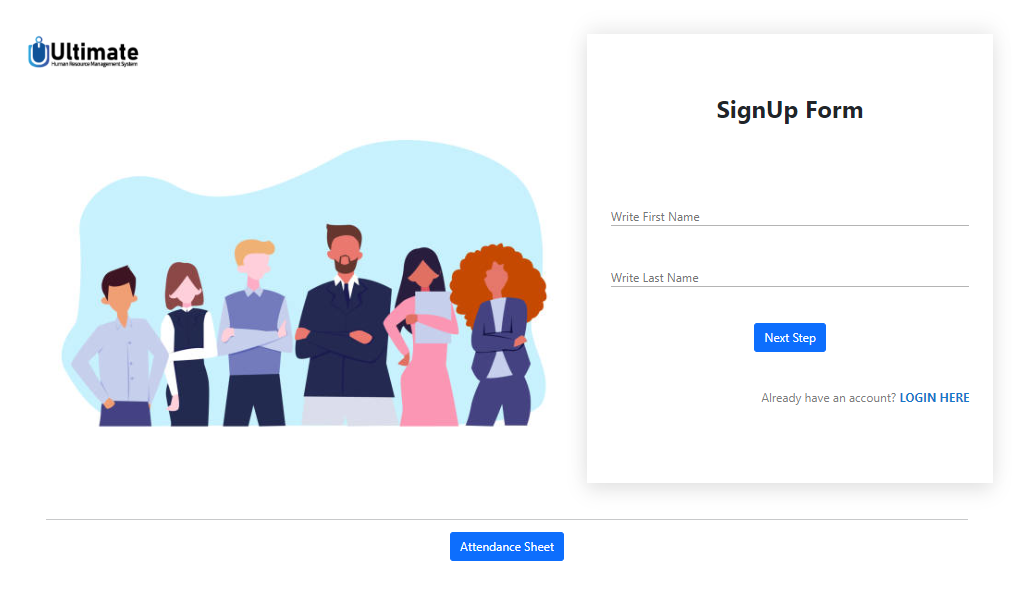 Ultimate
Human Resource Management System
SignUp Form
Write First Name
Write Last Name
Next Step
Already have an account? LOGIN HERE
Attendance Sheet